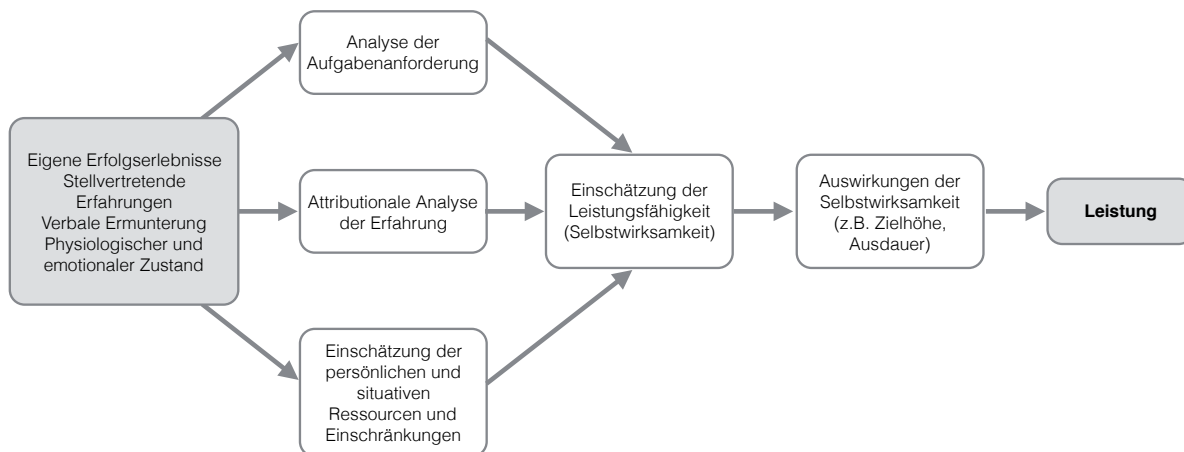 Analyse der
Aufgabenanforderung
Eigene Erfolgserlebnisse
Stellvertretende
Erfahrungen
Verbale Ermunterung
Physiologischer und
emotionaler Zustand
Attributionale Analyse
der Erfahrung
Einschätzung der
persönlichen und
situativen
Ressourcen und
Einschränkungen
Einschätzung der
Leistungsfähigkeit
(Selbstwirksamkeit)
Auswirkungen der
Selbstwirksamkeit
(z.B. Zielhöhe,
Ausdauer)
Leistung